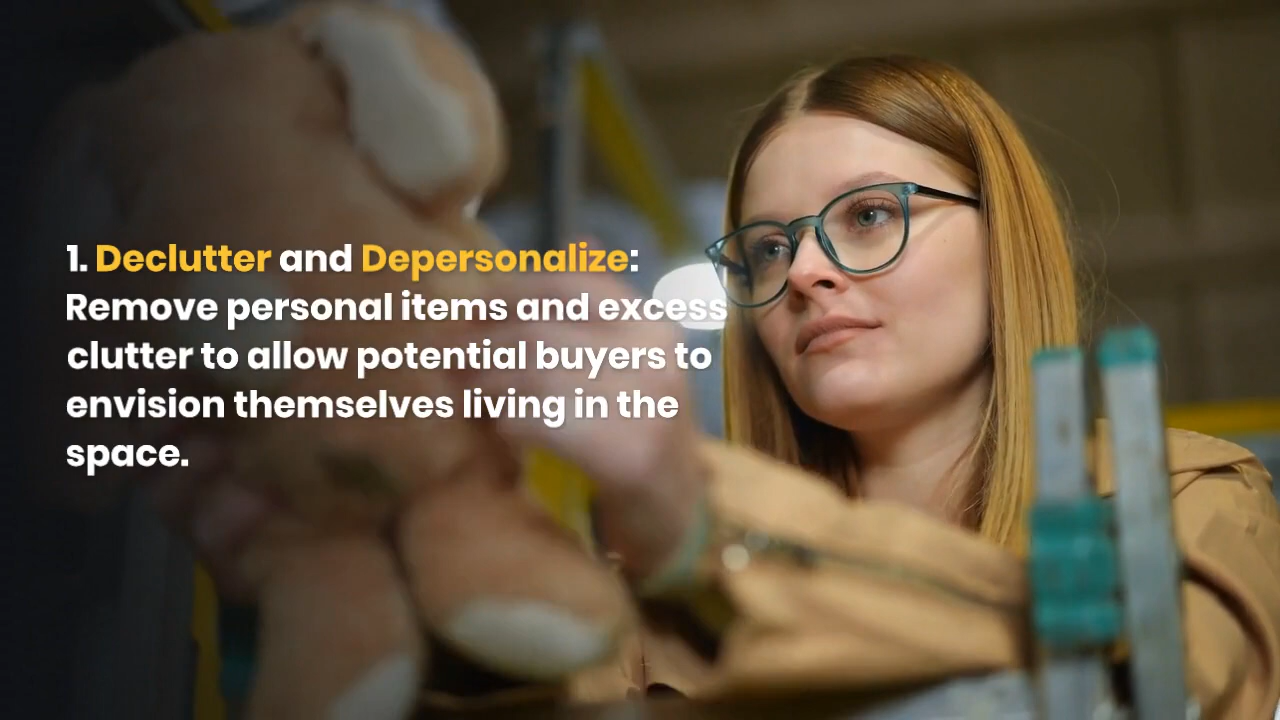 1. Declutter and Depersonalize:
Remove personal items and excess
clutter to allow potential buyers to
envision themselves living in the
space.